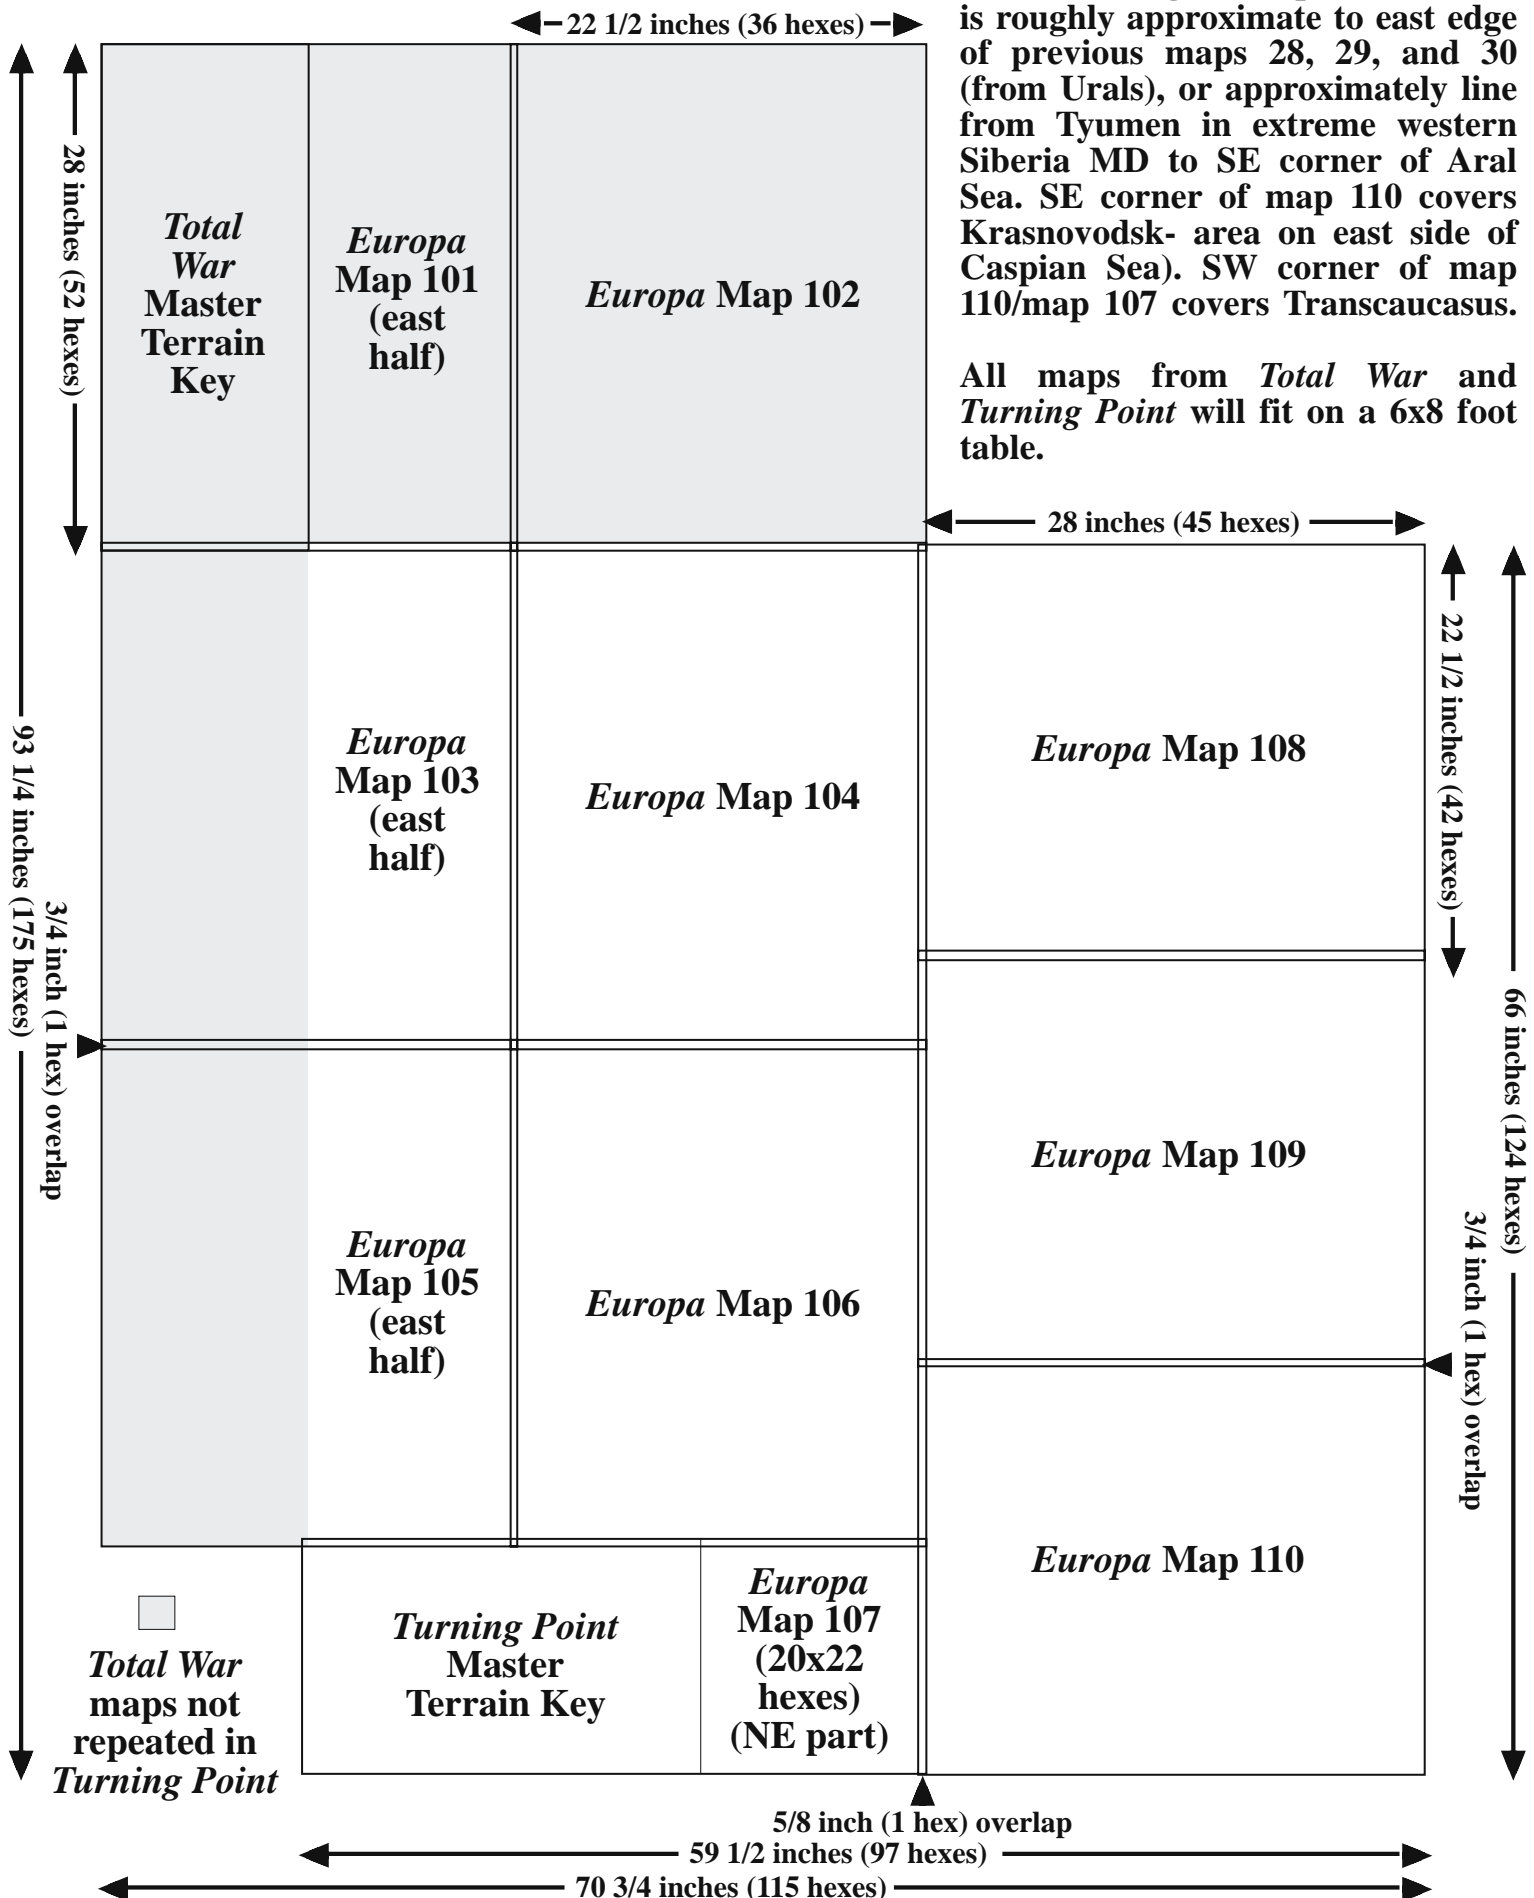 22 1/2 inches (36 hexes)
is roughly approximate to east edge
of previous maps 28, 29, and 30
(from Urals), or approximately line
from Tyumen in extreme western
Siberia MD to SE corner of Aral
Sea. SE corner of map 110 covers
Krasnovodsk- area on east side of
Caspian Sea). SW corner of map
110/map 107 covers Transcaucasus.
All maps from Total War and
Turning Point will fit on a 6x8 foot
table.
28 inches (52 hexes)
Total
War
Master
Terrain
Key
Europa
Map 101
(east
half)
Europa Map 102
28 inches (45 hexes)
93 1/4 inches (175 hexes)
3/4 inch (1 hex) overlap
Europa
Map 103
(east
half)
Europa Map 104
Europa Map 108
22 1/2 inches (42 hexes)
66 inches (124 hexes)
Europa Map 109
3/4 inch (1 hex) overlap
Europa
Map 105
(east
half)
Europa Map 106
Europa Map 110
Total War
maps not
repeated in
Turning Point
Turning Point
Master
Terrain Key
Europa
Map 107
(20x22
hexes)
(NE part)
5/8 inch (1 hex) overlap
59 1/2 inches (97 hexes)
70 3/4 inches (115 hexes)